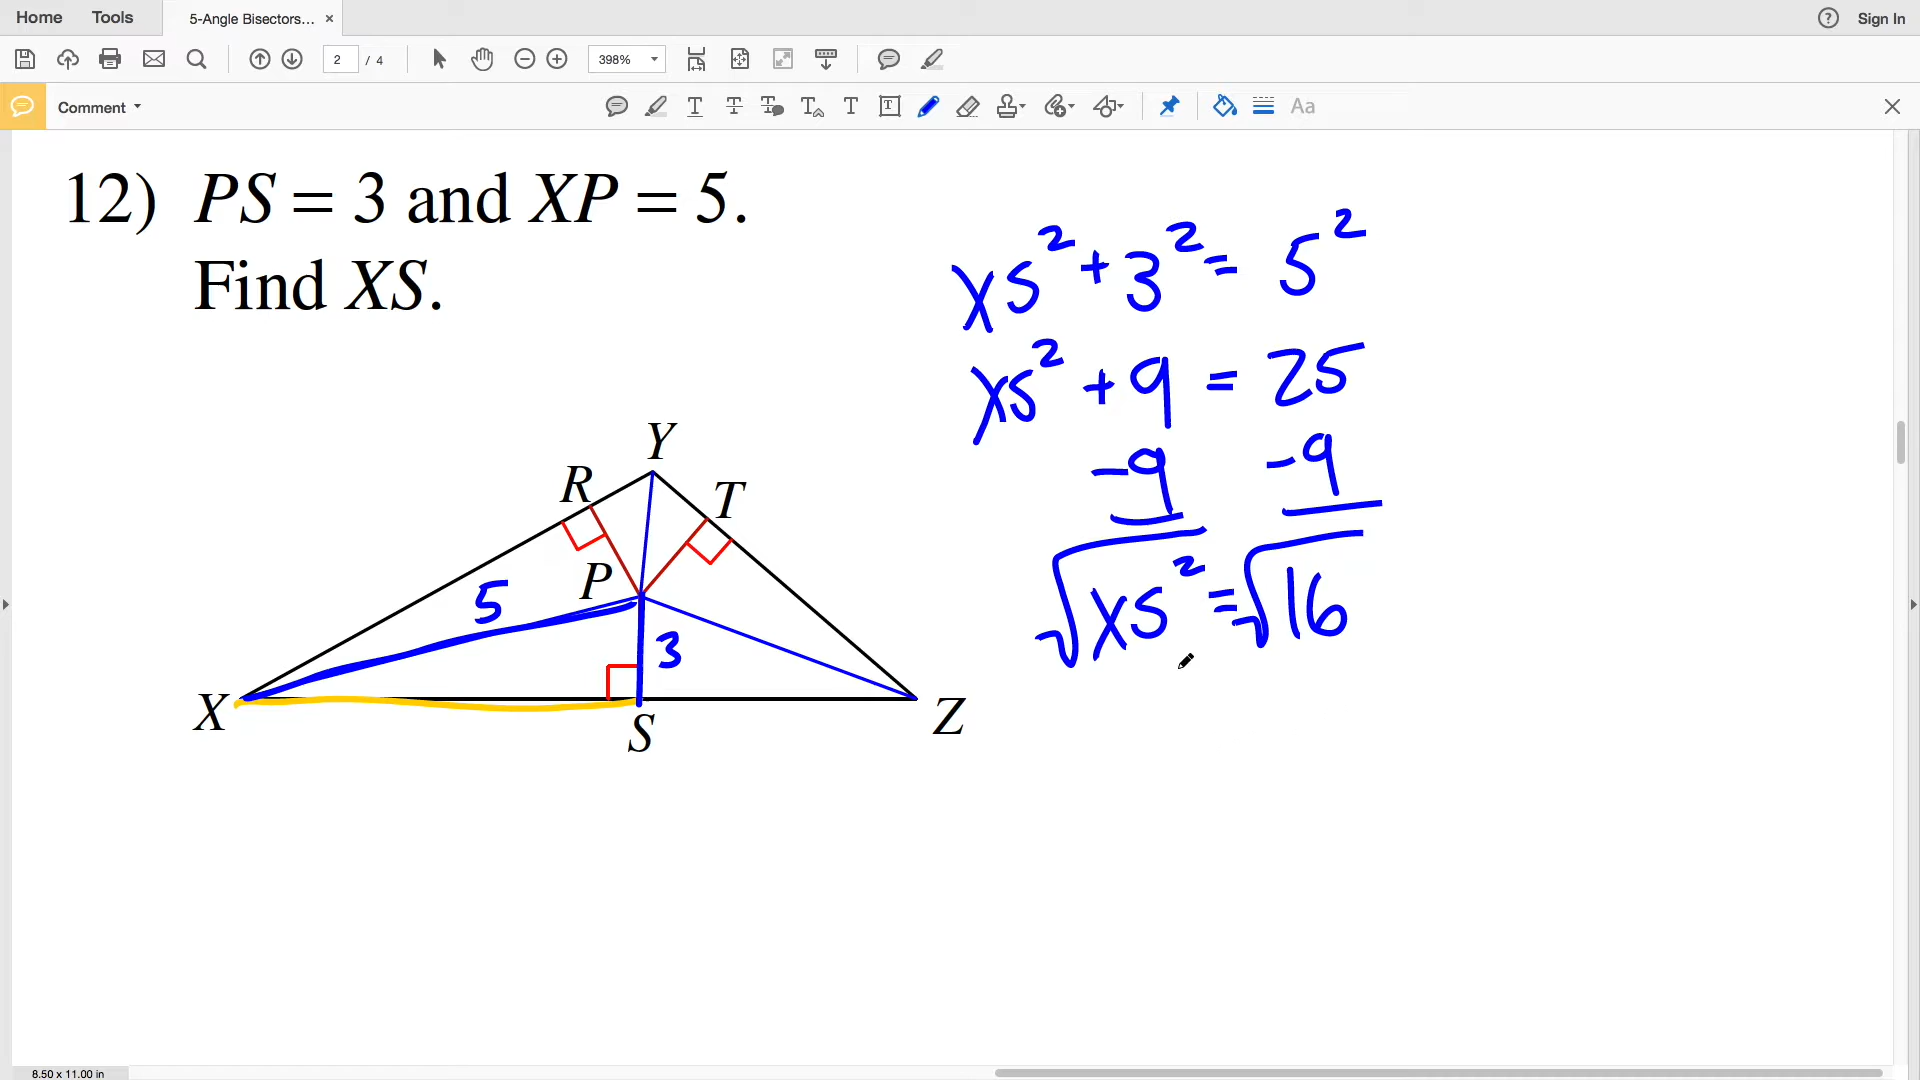 Home Tools 5-Angle Bisectors... × ? Sign In
2 / 4 398%
Comment T T T T T T Aa
12) PS = 3 and XP = 5.
Find XS.
XS² + 3² = 5²
XS² + 9 = 25
-9 -9
√XS² = √16
Y
R
T
P
5
3
X
S
Z
8.50 x 11.00 in